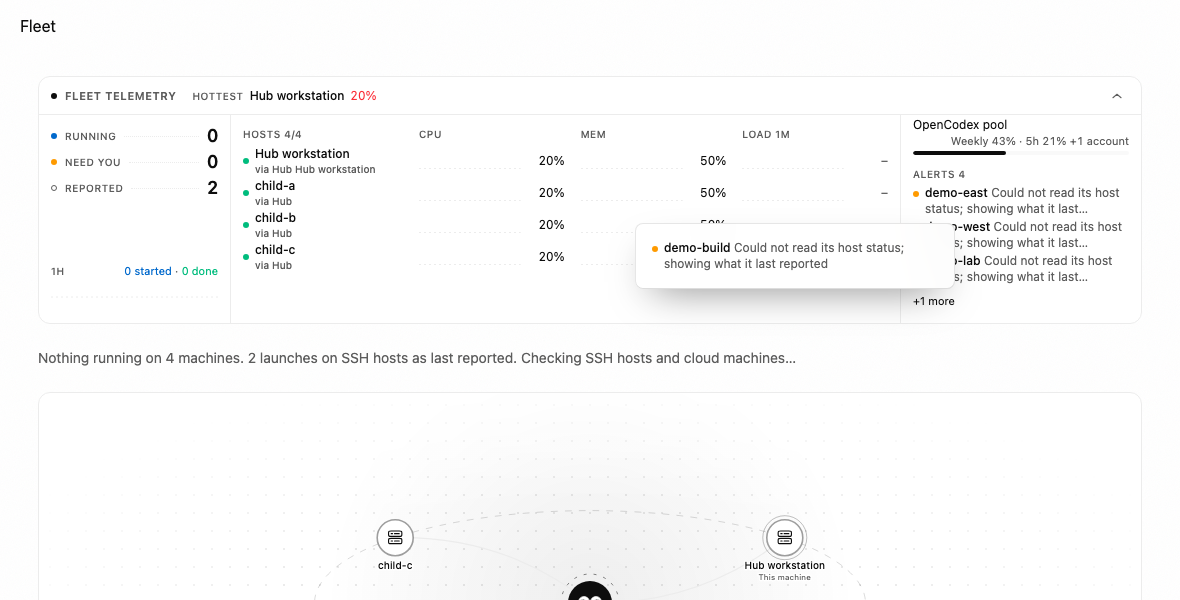 Fleet
FLEET TELEMETRY HOTTEST Hub workstation 20%
RUNNING 0
NEED YOU 0
REPORTED 2
1H 0 started · 0 done
HOSTS 4/4 CPU MEM LOAD 1M
Hub workstation 20% 50% –
via Hub Hub workstation
child-a 20% 50% –
via Hub
child-b 20% 50%
via Hub
child-c 20%
via Hub
OpenCodex pool
Weekly 43% · 5h 21% +1 account
ALERTS 4
demo-east Could not read its host
status; showing what it last…
o-west Could not read its host
s; showing what it last…
o-lab Could not read its host
s; showing what it last…
+1 more
demo-build Could not read its host status;
showing what it last reported
Nothing running on 4 machines. 2 launches on SSH hosts as last reported. Checking SSH hosts and cloud machines…
child-c
Hub workstation
This machine